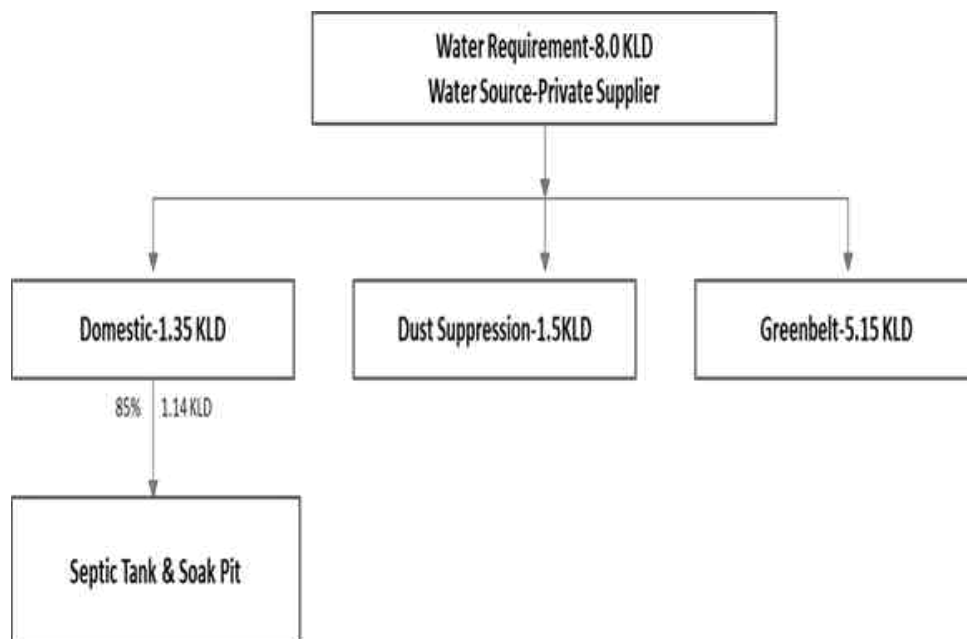 Water Requirement-8.0 KLD
Water Source-Private Supplier
Domestic-1.35 KLD
Dust Suppression-1.5KLD
Greenbelt-5.15 KLD
85%
1.14 KLD
Septic Tank & Soak Pit